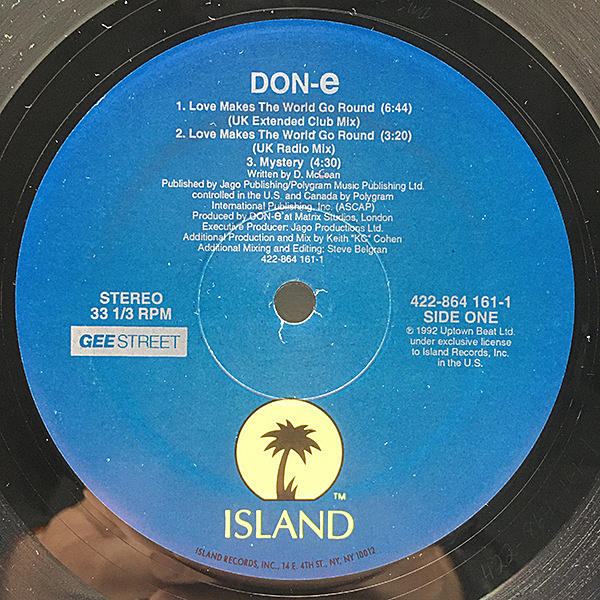 DON-e
1. Love Makes The World Go Round (6:44)
(UK Extended Club Mix)
2. Love Makes The World Go Round (3:20)
(UK Radio Mix)
3. Mystery (4:30)
Written by D. McCean
Published by Jago Publishing/Polygram Music Publishing Ltd.
controlled in the U.S. and Canada by Polygram
International Publishing, Inc. (ASCAP)
Produced by DON-e at Matrix Studios, London
Executive Producer: Jago Productions Ltd.
Additional Production and Mix by Keith "KC" Cohen
Additional Mixing and Editing: Steve Belgran
422-864 161-1
STEREO
33 1/3 RPM
GEE STREET
422-864 161-1
SIDE ONE
℗ 1992 Uptown Beat Ltd.
under exclusive license
to Island Records, Inc.
in the U.S.
TM
ISLAND
ISLAND RECORDS, INC., 14 E. 4TH ST., NY, NY 10012